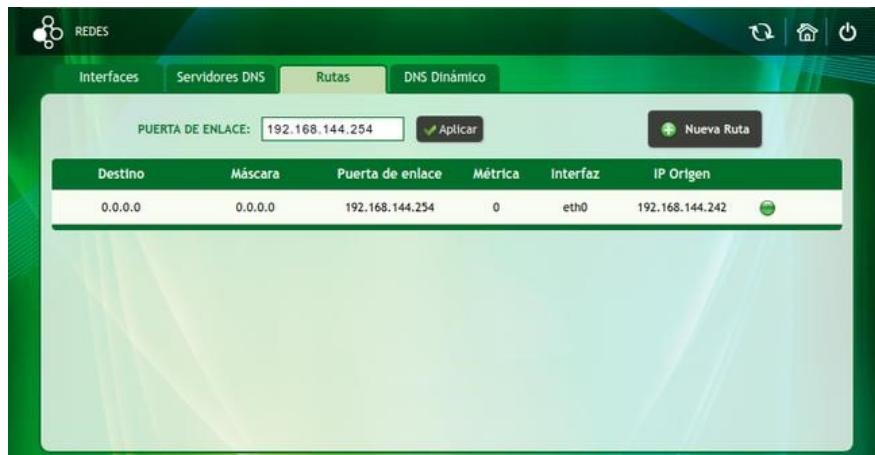 REDES
Interfaces Servidores DNS Rutas DNS Dinámico
PUERTA DE ENLACE: 192.168.144.254 Aplicar Nueva Ruta
Destino Máscara Puerta de enlace Métrica Interfaz IP Origen
0.0.0.0 0.0.0.0 192.168.144.254 0 eth0 192.168.144.242